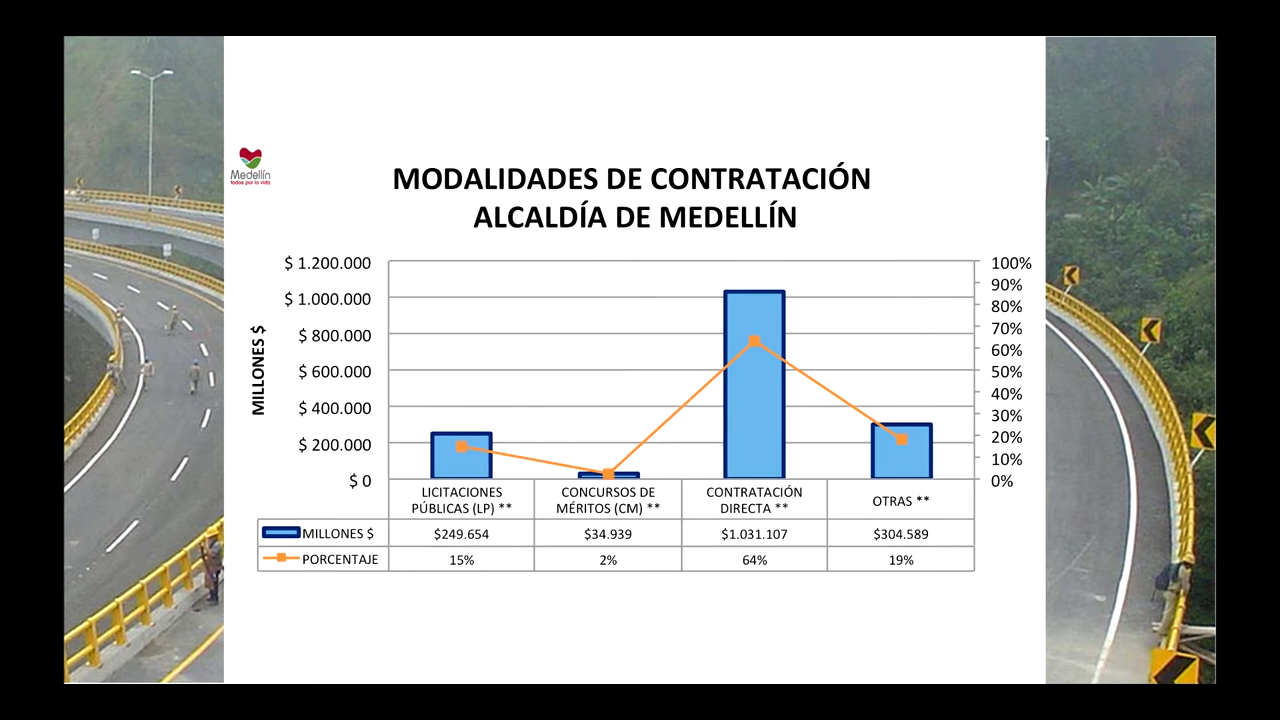 Medellín
todos por la vida
MODALIDADES DE CONTRATACIÓN
ALCALDÍA DE MEDELLÍN
MILLONES $
$ 1.200.000
$ 1.000.000
$ 800.000
$ 600.000
$ 400.000
$ 200.000
$ 0
100%
90%
80%
70%
60%
50%
40%
30%
20%
10%
0%
LICITACIONES
PÚBLICAS (LP) **
CONCURSOS DE
MÉRITOS (CM) **
CONTRATACIÓN
DIRECTA **
OTRAS **
MILLONES $ $249.654 $34.939 $1.031.107 $304.589
PORCENTAJE 15% 2% 64% 19%